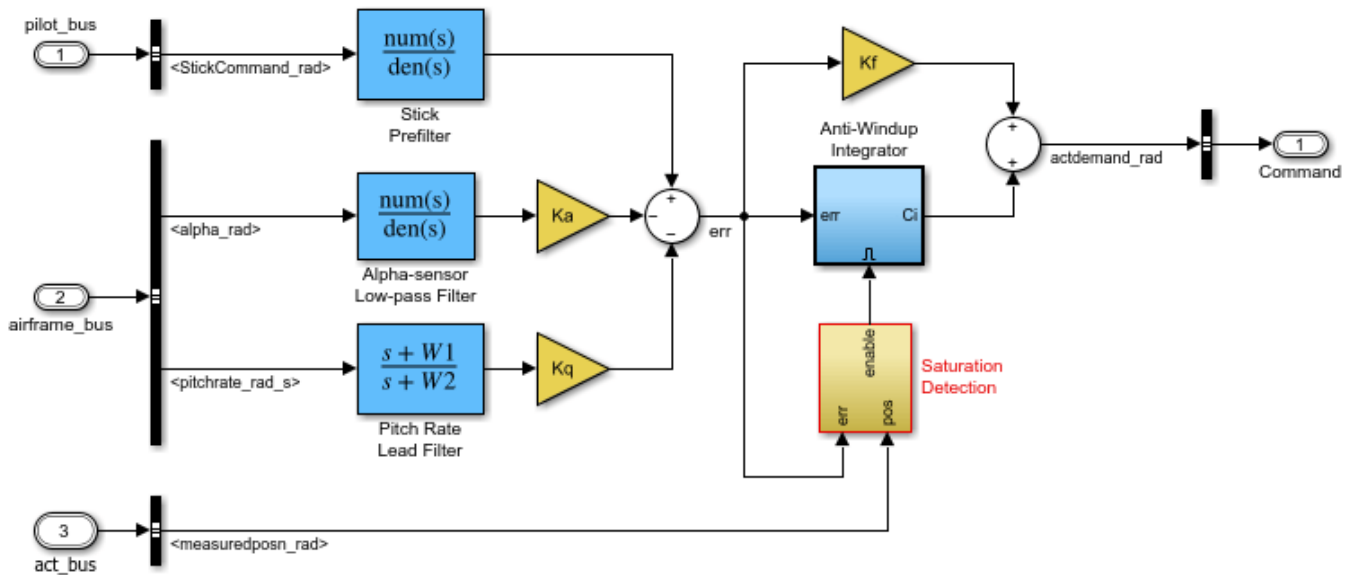 pilot_bus
1
<StickCommand_rad>
num(s)
den(s)
Stick
Prefilter
Kf
Anti-Windup
Integrator
+
+
actdemand_rad
1
Command
<alpha_rad>
num(s)
den(s)
Alpha-sensor
Low-pass Filter
Ka
+
−
−
err
err
Ci
2
airframe_bus
<pitchrate_rad_s>
s + W1
s + W2
Pitch Rate
Lead Filter
Kq
enable
err
pos
Saturation
Detection
3
act_bus
<measuredposn_rad>